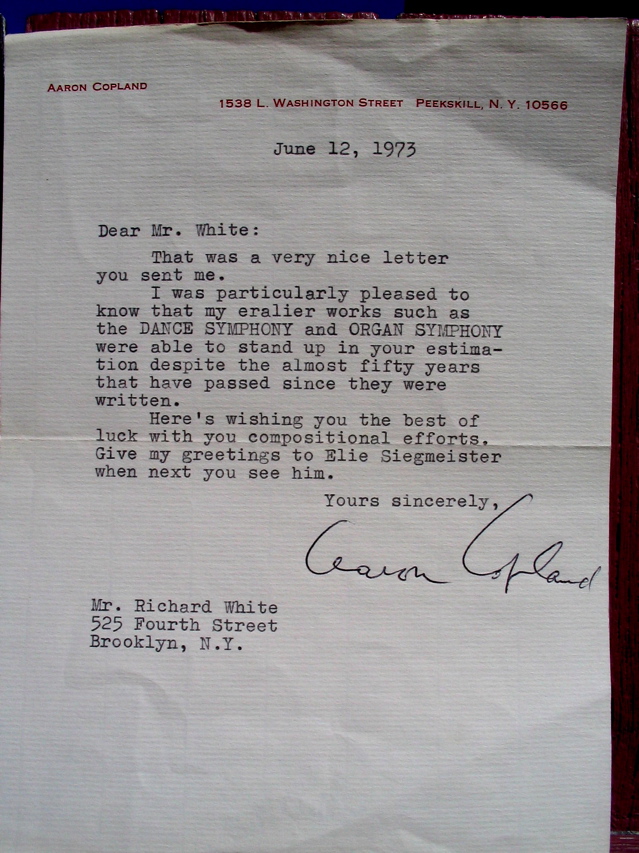 AARON COPLAND
1538 L. WASHINGTON STREET PEEKSKILL, N. Y. 10566
June 12, 1973
Dear Mr. White:
That was a very nice letter
you sent me.
I was particularly pleased to
know that my eralier works such as
the DANCE SYMPHONY and ORGAN SYMPHONY
were able to stand up in your estima-
tion despite the almost fifty years
that have passed since they were
written.
Here's wishing you the best of
luck with you compositional efforts.
Give my greetings to Elie Siegmeister
when next you see him.
Yours sincerely,
Aaron Copland
Mr. Richard White
525 Fourth Street
Brooklyn, N.Y.